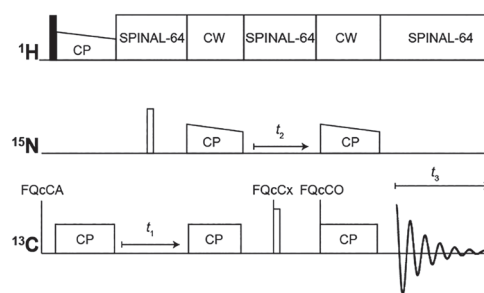 SPINAL-64 CW SPINAL-64 CW SPINAL-64
CP
¹H
t₂
CP CP
¹⁵N
t₃
FQcCA FQcCx FQcCO
t₁
CP CP CP
¹³C